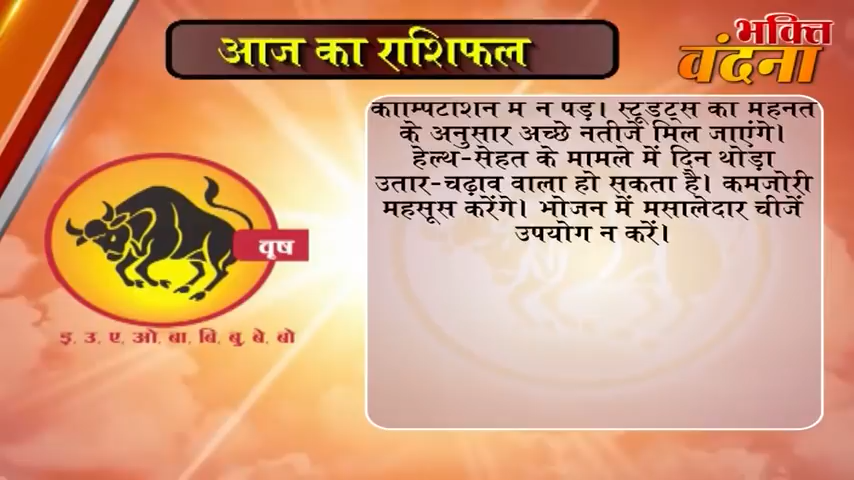 आज का राशिफल
भक्ति
वंदना
काम्पिटीशन में न पड़ें। स्टूडेंट्स को मेहनत
के अनुसार अच्छे नतीजें मिल जाएंगे।
हेल्थ-सेहत के मामले में दिन थोड़ा
उतार-चढ़ाव वाला हो सकता है। कमजोरी
महसूस करेंगे। भोजन में मसालेदार चीजें
उपयोग न करें।
वृष
इ, उ, ए, ओ, बा, बि, बु, बे, बो